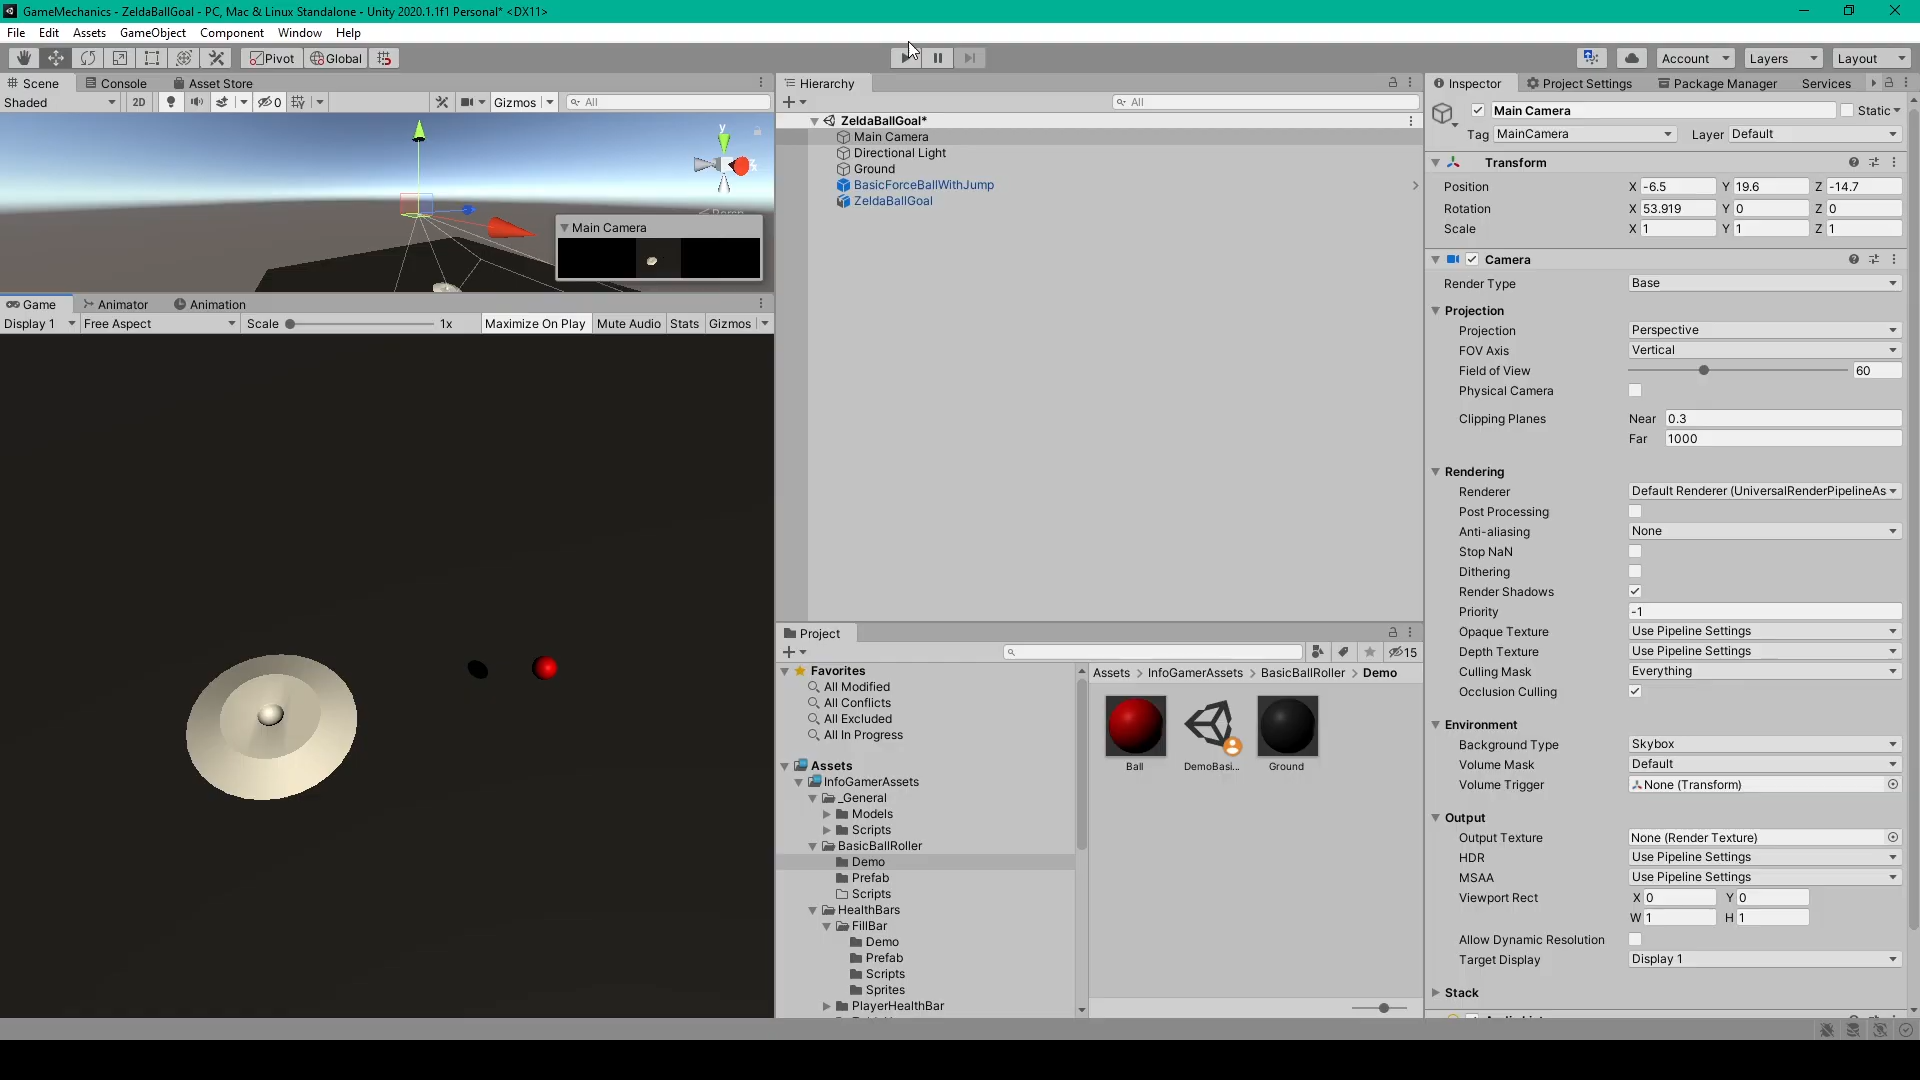 GameMechanics - ZeldaBallGoal - PC, Mac & Linux Standalone - Unity 2020.1.1f1 Personal* <DX11>
File Edit Assets GameObject Component Window Help
Pivot Global Account Layers Layout
Scene Console Asset Store
Shaded 2D 0 Gizmos All
y
Main Camera
Game Animator Animation
Display 1 Free Aspect Scale 1x Maximize On Play Mute Audio Stats Gizmos
Hierarchy
All
ZeldaBallGoal*
Main Camera
Directional Light
Ground
BasicForceBallWithJump
ZeldaBallGoal
Project
15
Favorites
All Modified
All Conflicts
All Excluded
All In Progress
Assets
InfoGamerAssets
_General
Models
Scripts
BasicBallRoller
Demo
Prefab
Scripts
HealthBars
FillBar
Demo
Prefab
Scripts
Sprites
PlayerHealthBar
Assets InfoGamerAssets BasicBallRoller Demo
Ball DemoBasi... Ground
Inspector Project Settings Package Manager Services
Main Camera Static
Tag MainCamera Layer Default
Transform
Position X -6.5 Y 19.6 Z -14.7
Rotation X 53.919 Y 0 Z 0
Scale X 1 Y 1 Z 1
Camera
Render Type Base
Projection
Projection Perspective
FOV Axis Vertical
Field of View 60
Physical Camera
Clipping Planes Near 0.3
Far 1000
Rendering
Renderer Default Renderer (UniversalRenderPipelineAs
Post Processing
Anti-aliasing None
Stop NaN
Dithering
Render Shadows
Priority -1
Opaque Texture Use Pipeline Settings
Depth Texture Use Pipeline Settings
Culling Mask Everything
Occlusion Culling
Environment
Background Type Skybox
Volume Mask Default
Volume Trigger None (Transform)
Output
Output Texture None (Render Texture)
HDR Use Pipeline Settings
MSAA Use Pipeline Settings
Viewport Rect X 0 Y 0
W 1 H 1
Allow Dynamic Resolution
Target Display Display 1
Stack